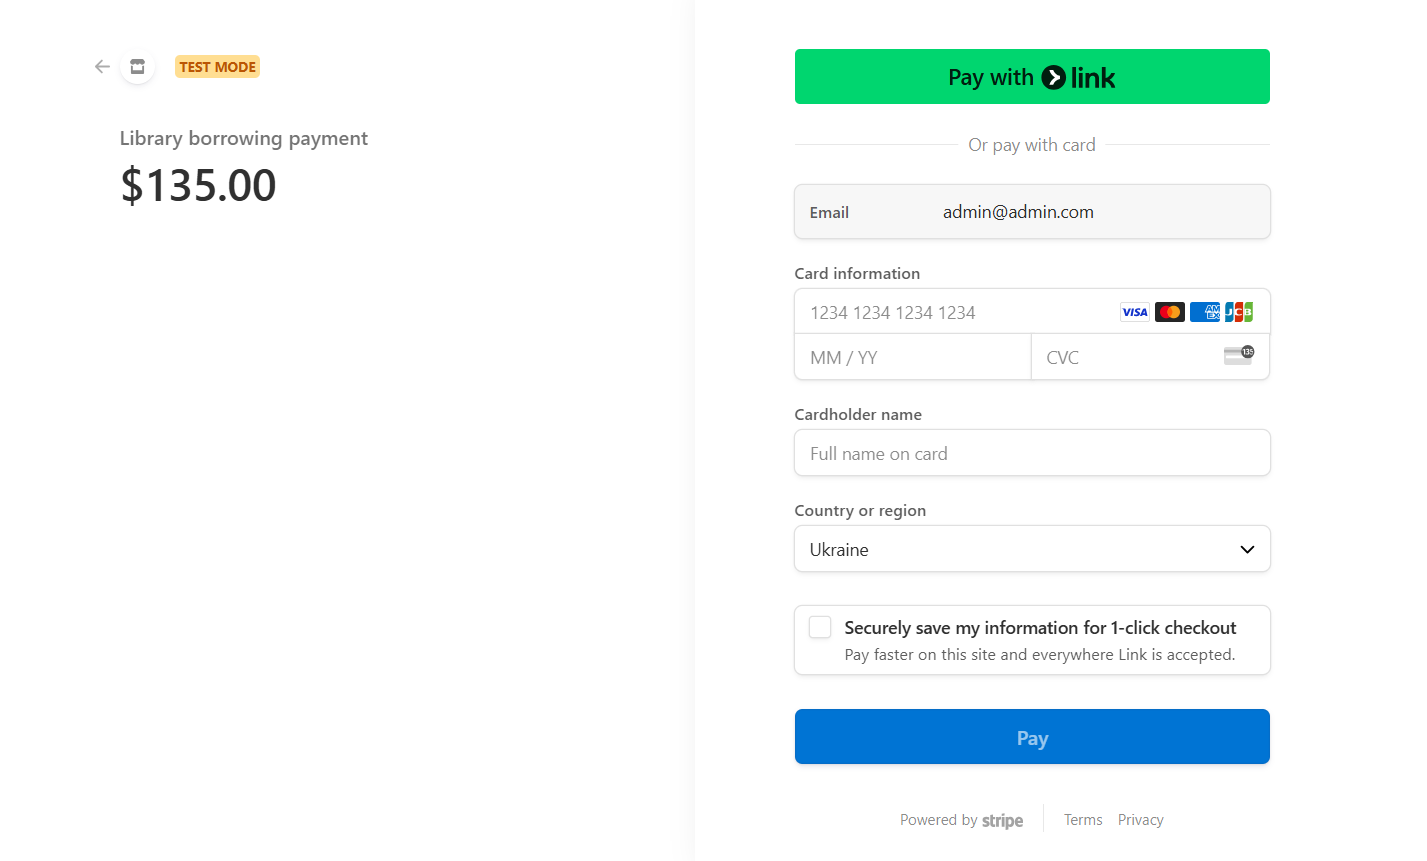 TEST MODE
Library borrowing payment
$135.00
Pay with link
Or pay with card
Email admin@admin.com
Card information
1234 1234 1234 1234 VISA AMEX JCB
MM / YY CVC 135
Cardholder name
Full name on card
Country or region
Ukraine
Securely save my information for 1-click checkout
Pay faster on this site and everywhere Link is accepted.
Pay
Powered by stripe Terms Privacy